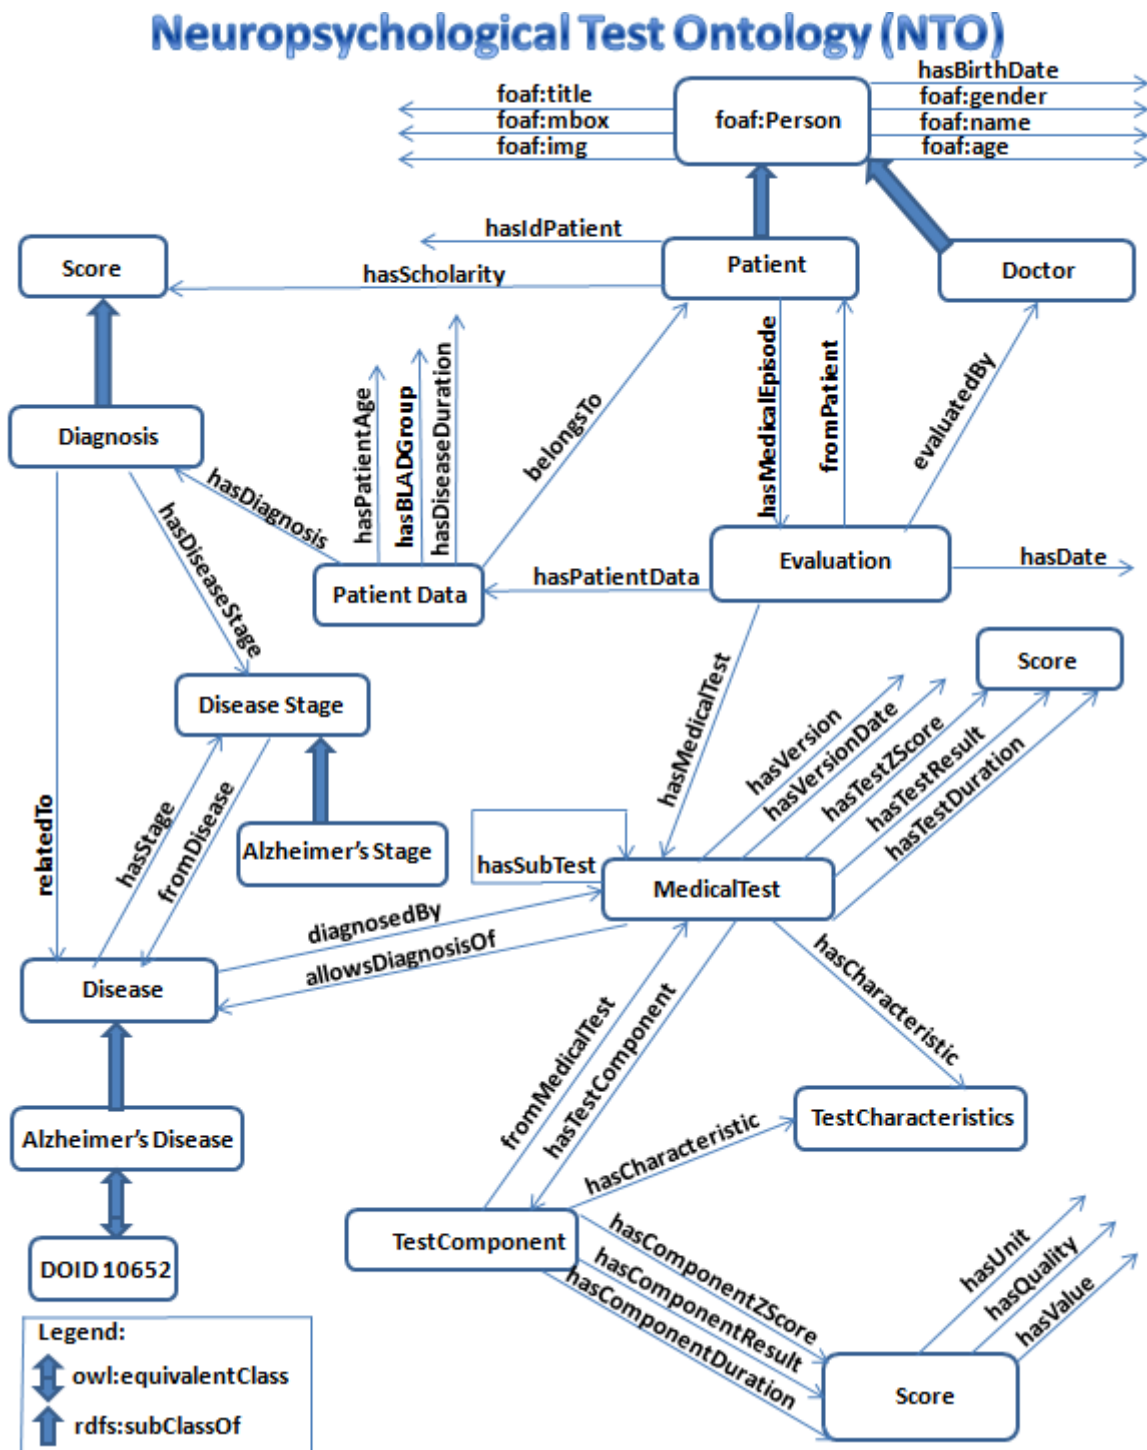 Neuropsychological Test Ontology (NTO)
hasBirthDate
foaf:title
foaf:gender
foaf:mbox
foaf:Person
foaf:name
foaf:img
foaf:age
hasIdPatient
Score
Patient
Doctor
hasScholarity
hasPatientAge
hasBLADGroup
hasDiseaseDuration
belongsTo
hasMedicalEpisode
fromPatient
evaluatedBy
Diagnosis
hasDiagnosis
hasDiseaseStage
Patient Data
hasPatientData
Evaluation
hasDate
Disease Stage
Score
hasMedicalTest
hasVersion
hasVersionDate
hasTestZScore
hasTestResult
hasTestDuration
relatedTo
hasStage
fromDisease
Alzheimer's Stage
hasSubTest
MedicalTest
diagnosedBy
allowsDiagnosisOf
Disease
hasCharacteristic
fromMedicalTest
hasTestComponent
Alzheimer's Disease
TestCharacteristics
hasCharacteristic
DOID 10652
TestComponent
hasComponentZScore
hasComponentResult
hasComponentDuration
hasUnit
hasQuality
hasValue
Score
Legend:
owl:equivalentClass
rdfs:subClassOf